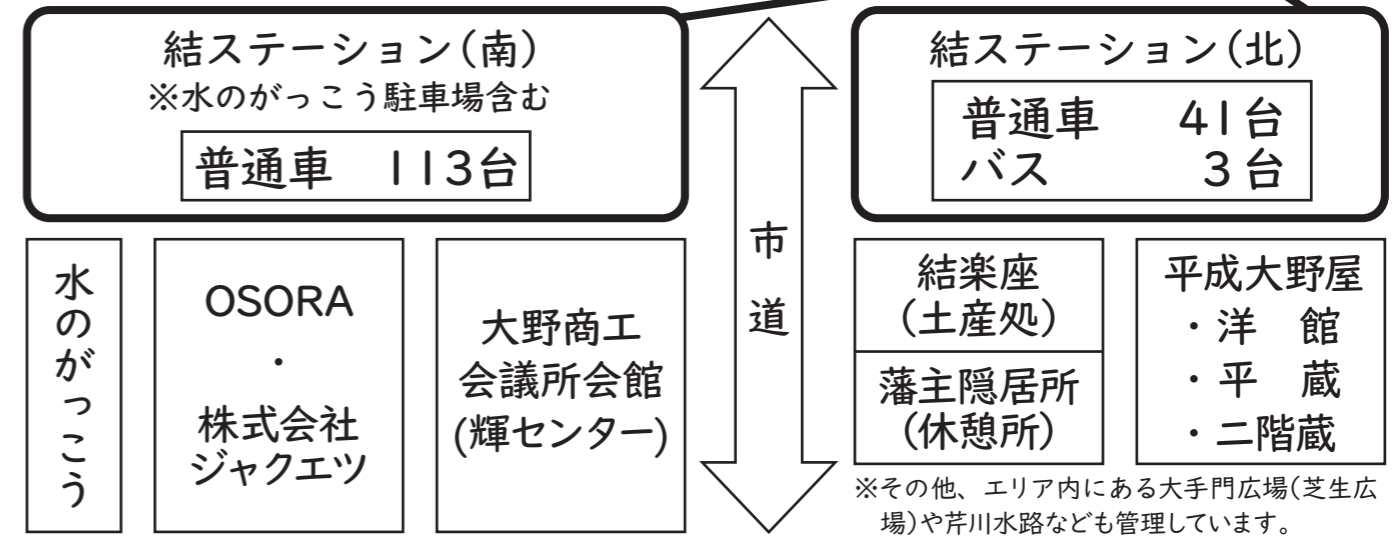 結ステーション(南)
※水のがっこう駐車場含む
普通車 113台
結ステーション(北)
普通車 41台
バス 3台
水のがっこう
OSORA
・
株式会社
ジャクエツ
大野商工
会議所会館
(輝センター)
市道
結楽座
(土産処)
藩主隠居所
(休憩所)
平成大野屋
・洋 館
・平 蔵
・二階蔵
※その他、エリア内にある大手門広場(芝生広
場)や芹川水路なども管理しています。